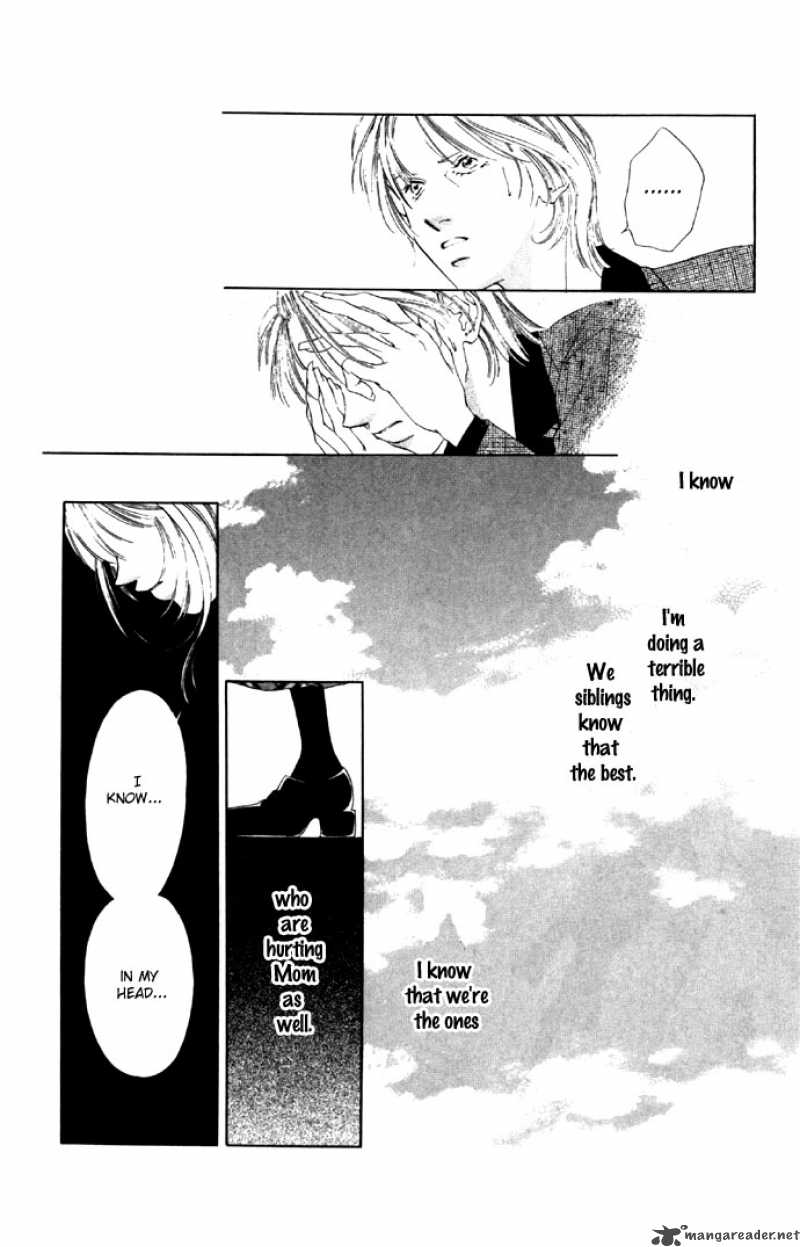 ......
I know
I'm
doing a
terrible
thing.
We
siblings
know
that
the best.
I know
that we're
the ones
who
are
hurting
Mom
as
well.
I
KNOW...
IN MY
HEAD...
mangareader.net